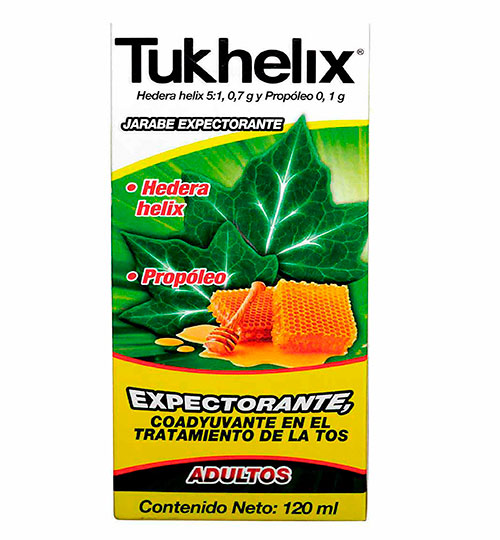 Tukhelix®
Hedera helix 5:1, 0,7 g y Propóleo 0, 1 g
JARABE EXPECTORANTE
• Hedera
helix
• Propóleo
EXPECTORANTE,
COADYUVANTE EN EL
TRATAMIENTO DE LA TOS
ADULTOS
Contenido Neto: 120 ml